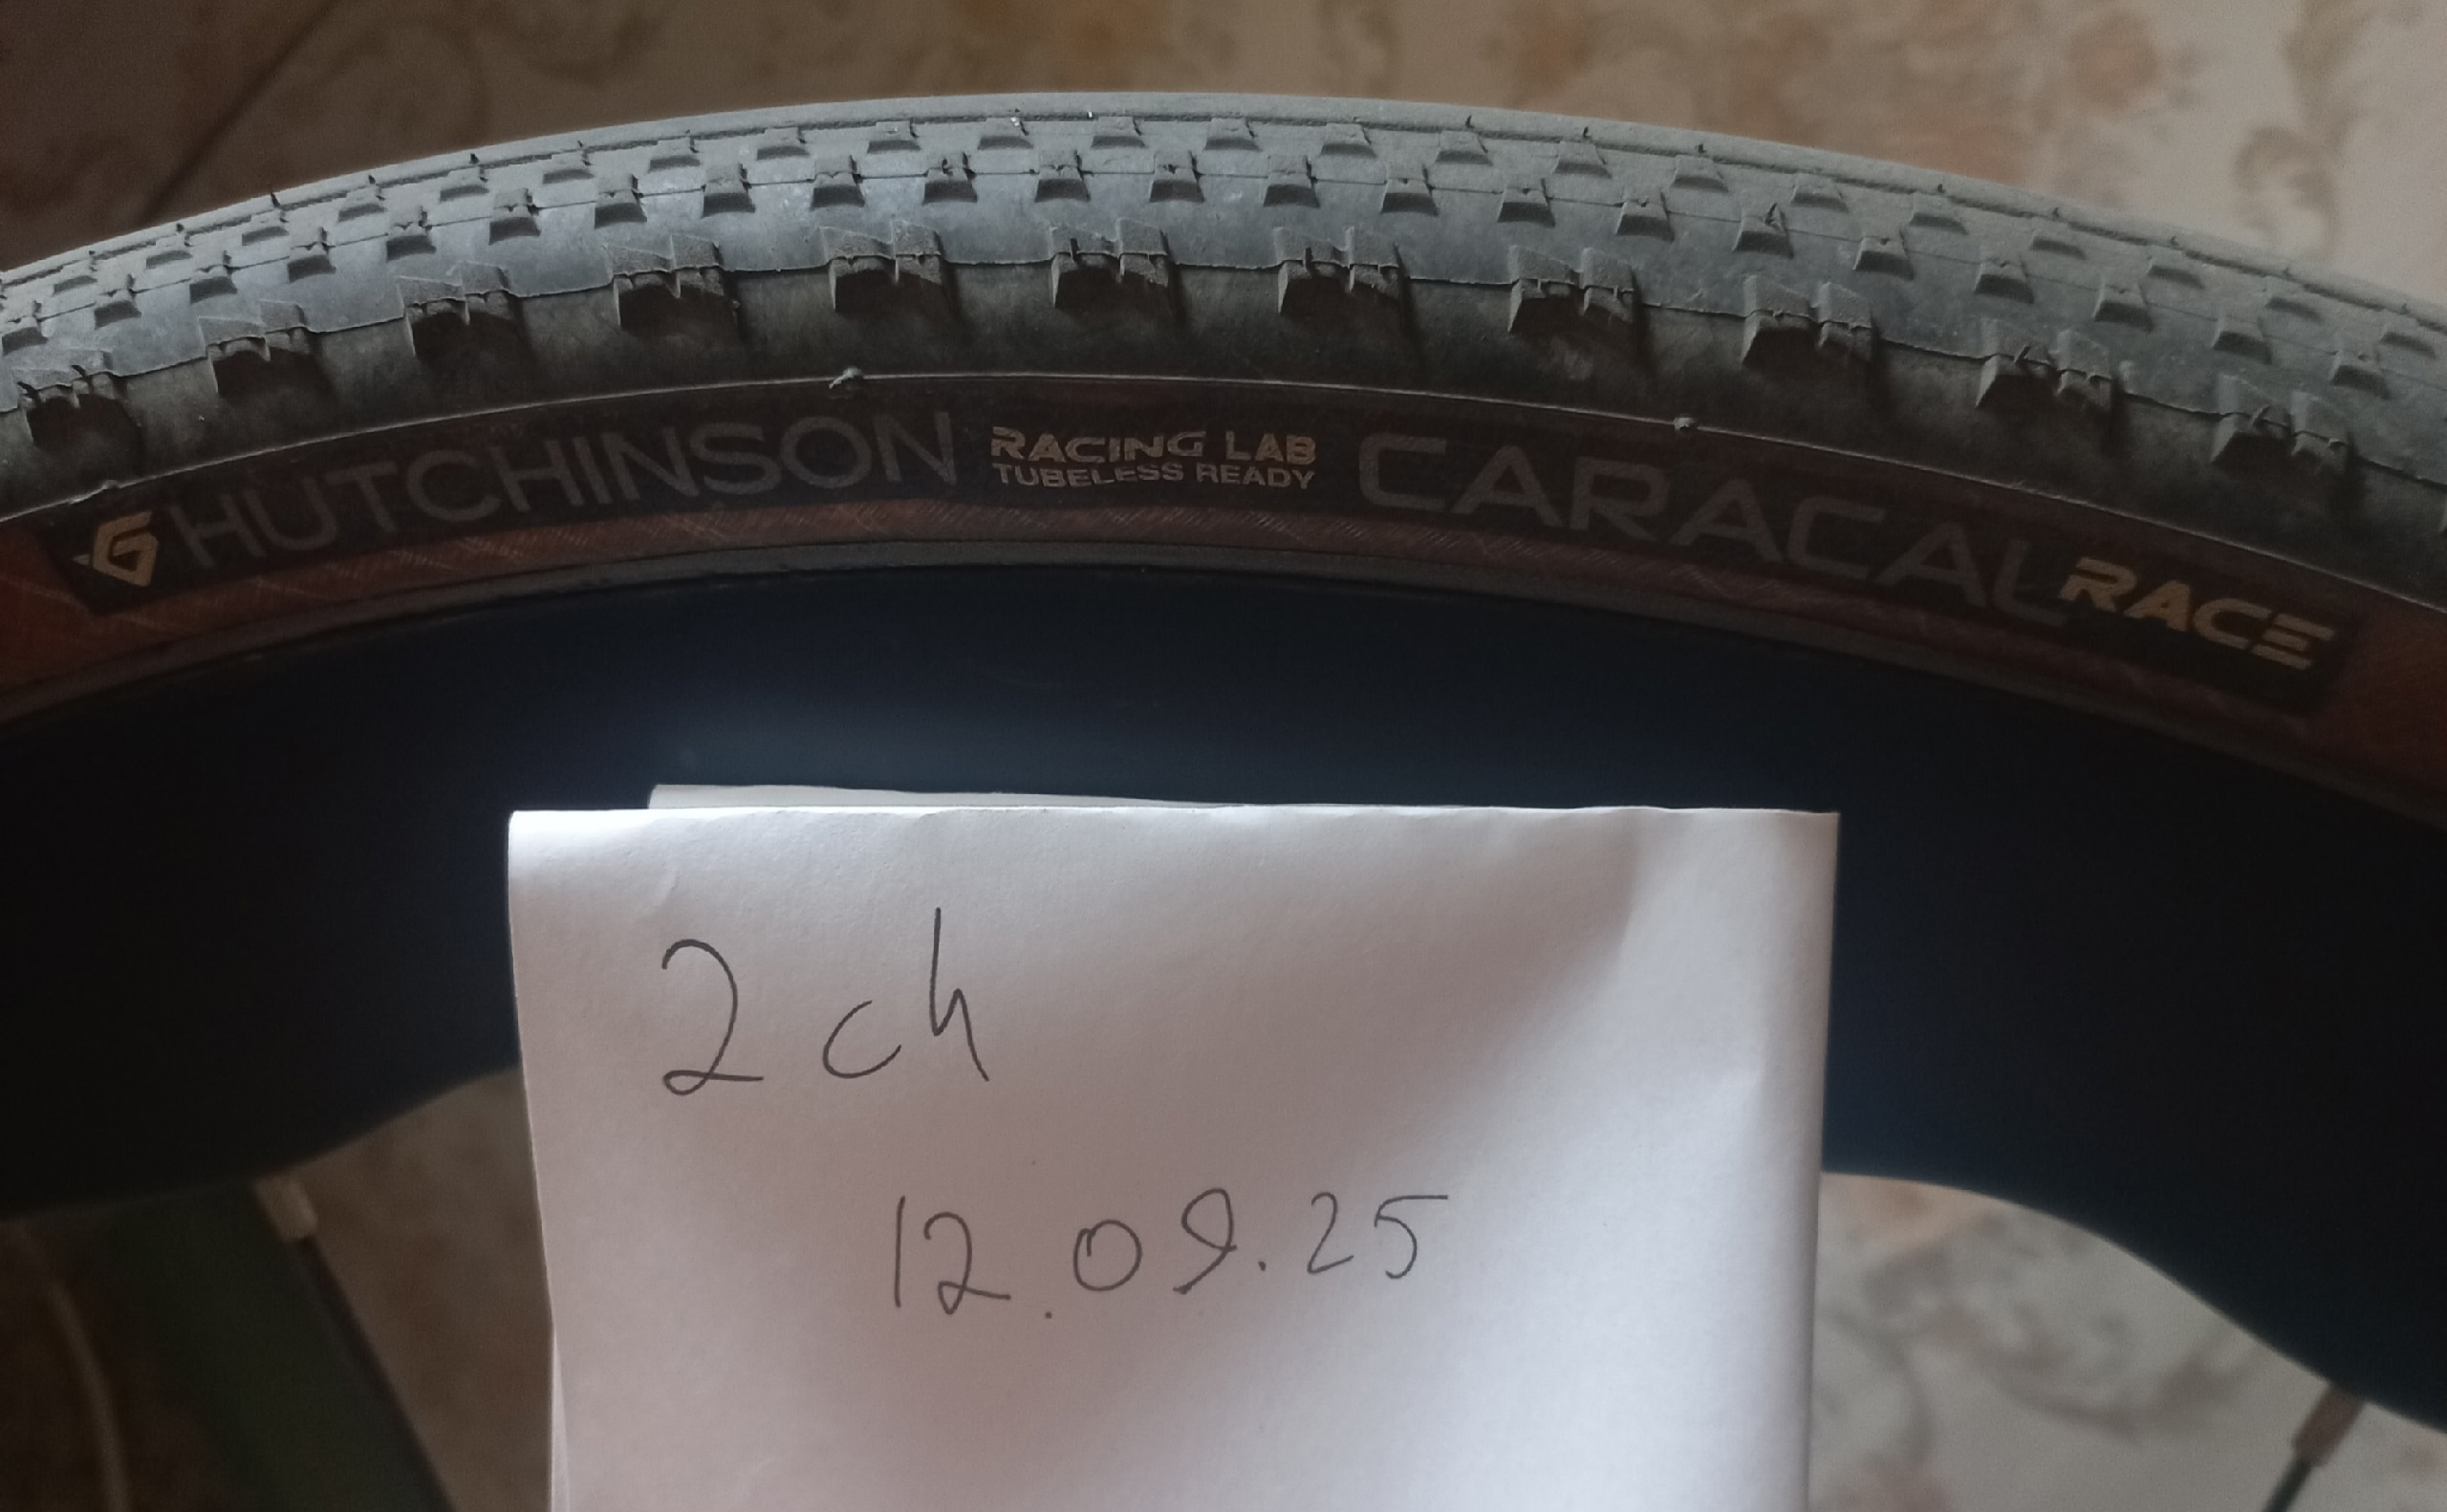 HUTCHINSON RACING LAB CARACAL RACE
TUBELESS READY
2ch
12.09.25